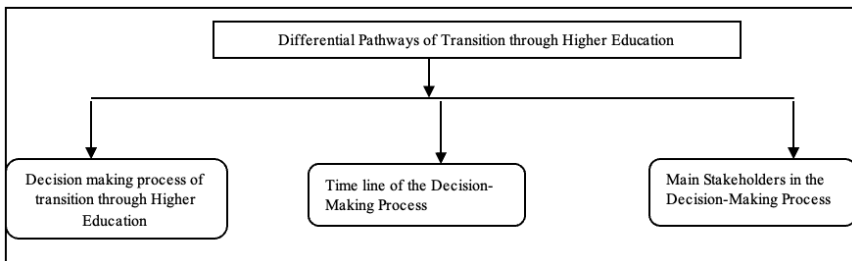 Differential Pathways of Transition through Higher Education
Decision making process of
transition through Higher
Education
Time line of the Decision-
Making Process
Main Stakeholders in the
Decision-Making Process